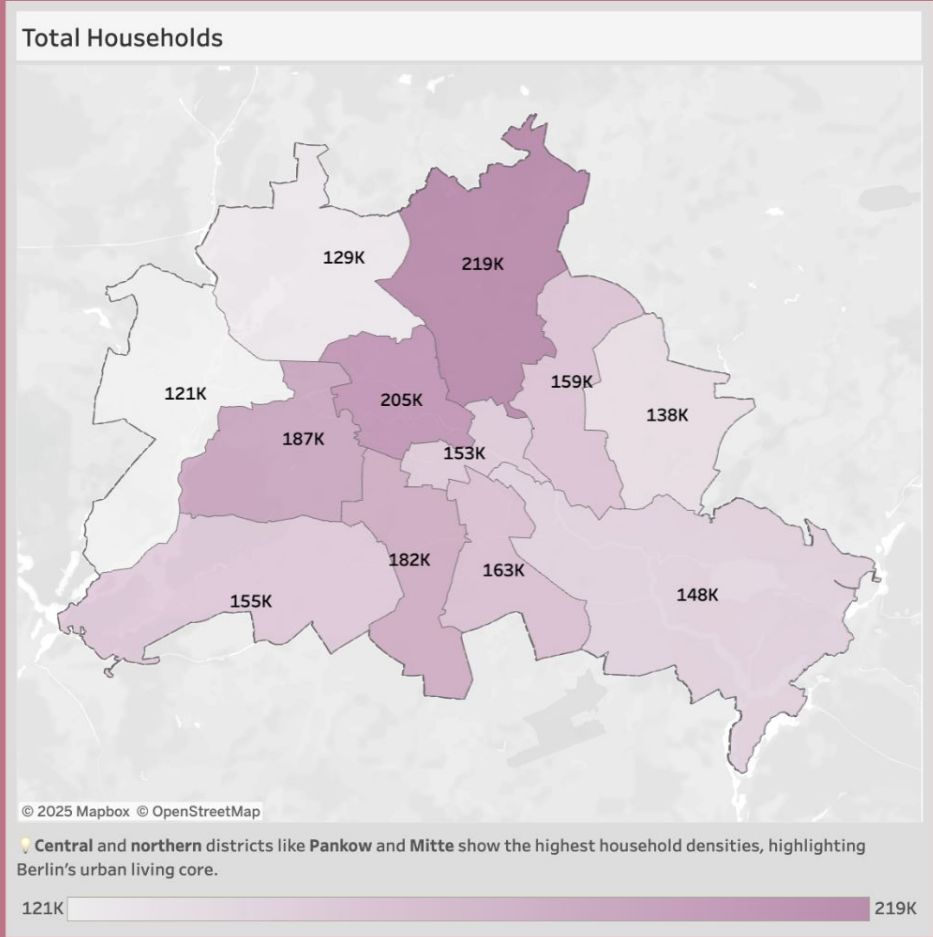 Total Households
129K
219K
121K
205K
159K
138K
187K
153K
182K
163K
155K
148K
© 2025 Mapbox © OpenStreetMap
Central and northern districts like Pankow and Mitte show the highest household densities, highlighting
Berlin's urban living core.
121K
219K